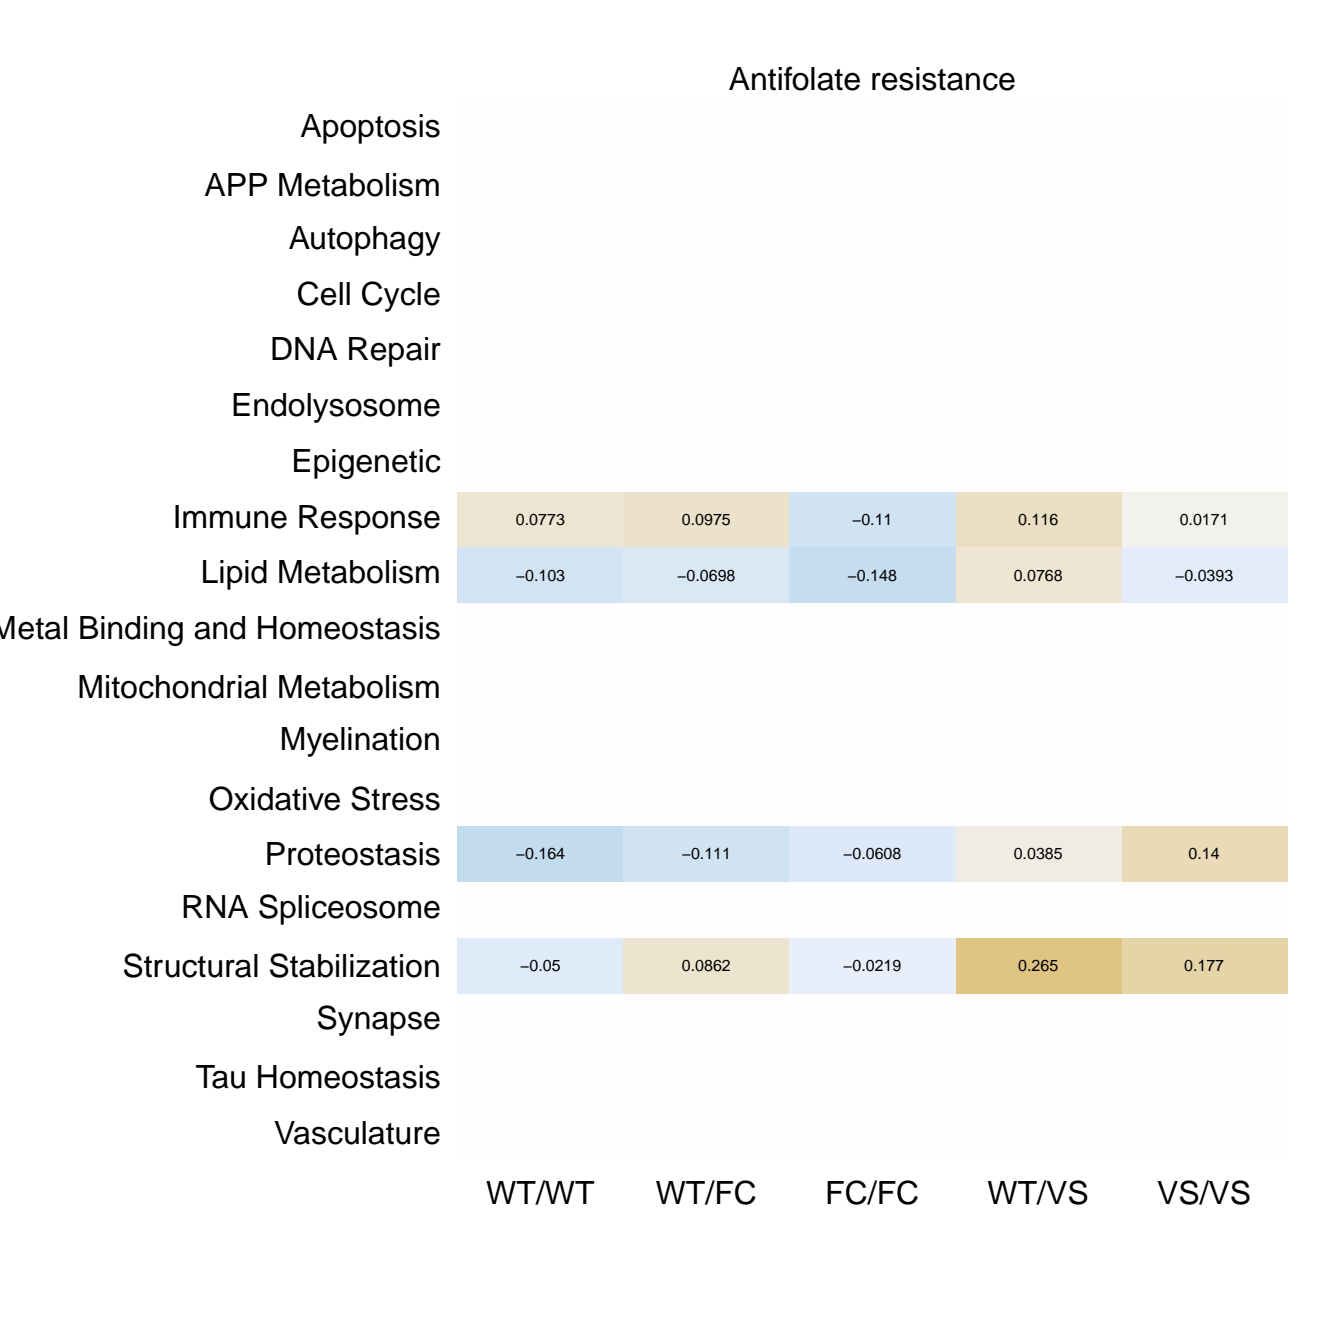 Antifolate resistance
Apoptosis
APP Metabolism
Autophagy
Cell Cycle
DNA Repair
Endolysosome
Epigenetic
Immune Response 0.0773 0.0975 −0.11 0.116 0.0171
Lipid Metabolism −0.103 −0.0698 −0.148 0.0768 −0.0393
Metal Binding and Homeostasis
Mitochondrial Metabolism
Myelination
Oxidative Stress
Proteostasis −0.164 −0.111 −0.0608 0.0385 0.14
RNA Spliceosome
Structural Stabilization −0.05 0.0862 −0.0219 0.265 0.177
Synapse
Tau Homeostasis
Vasculature
WT/WT WT/FC FC/FC WT/VS VS/VS